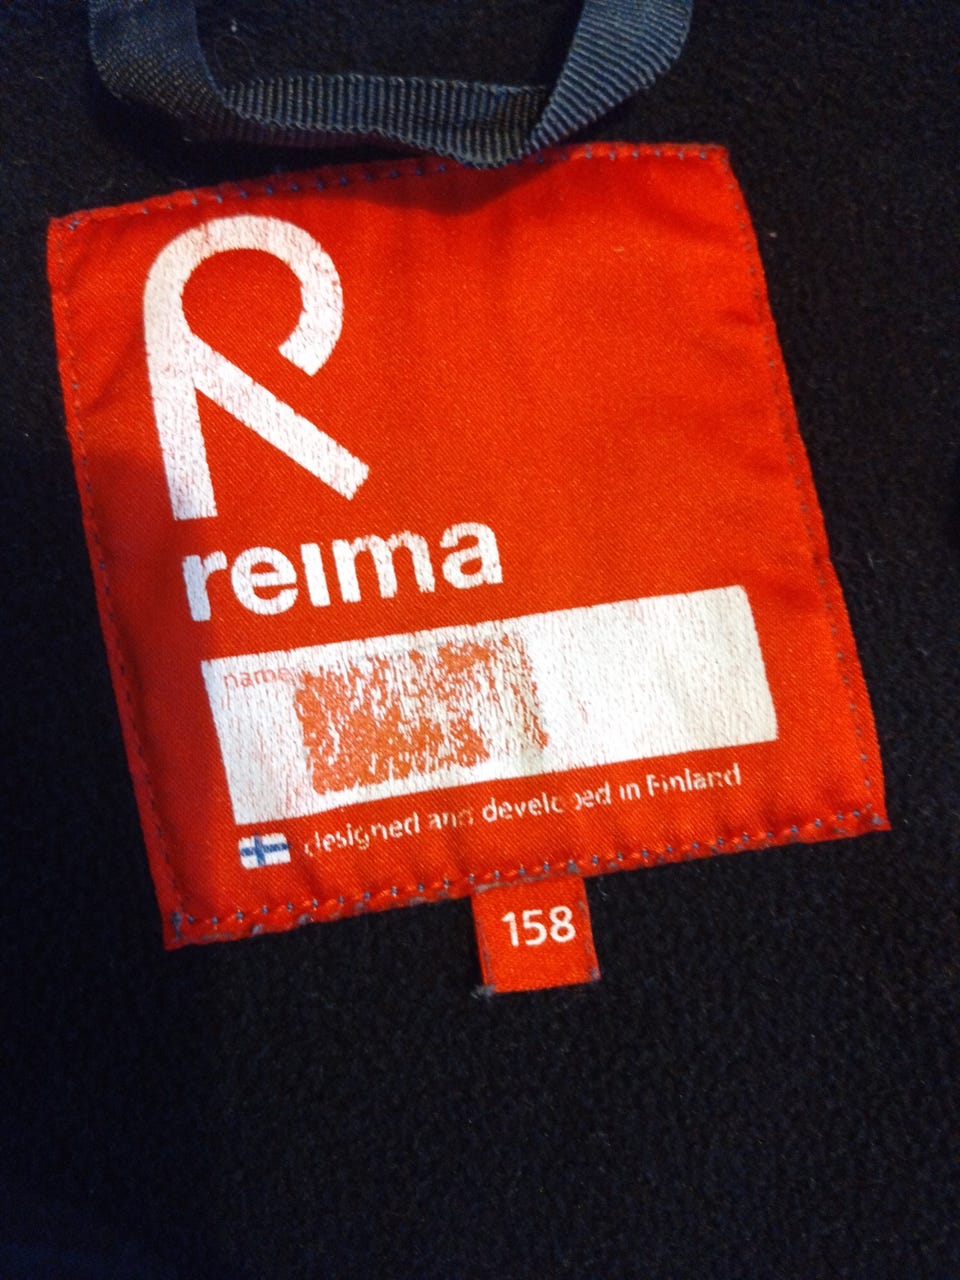 reima
name
designed and developed in Finland
158